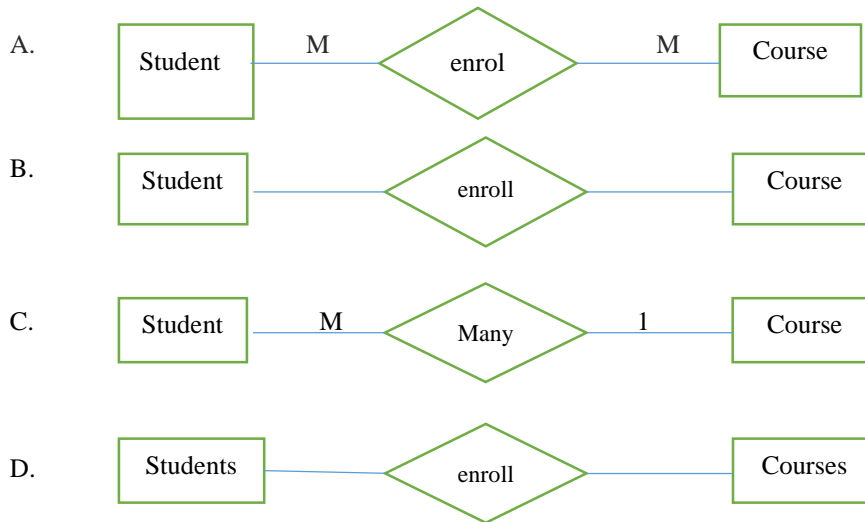 A. Student M enrol M Course
B. Student enroll Course
C. Student M Many 1 Course
D. Students enroll Courses